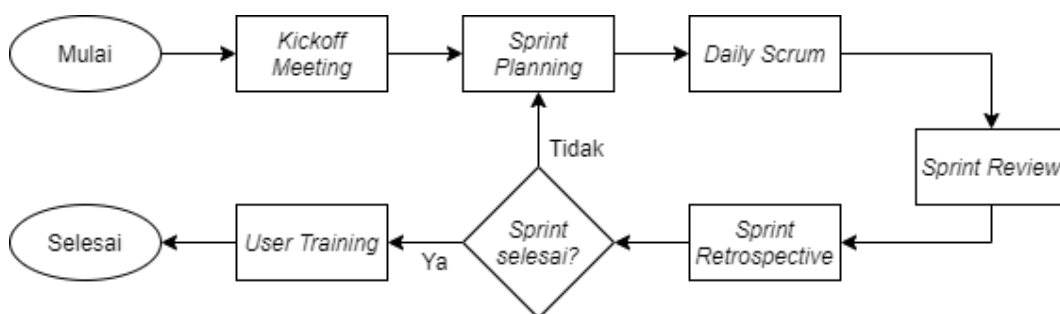 Mulai
Kickoff
Meeting
Sprint
Planning
Daily Scrum
Tidak
Sprint Review
Selesai
User Training
Ya
Sprint
selesai?
Sprint
Retrospective